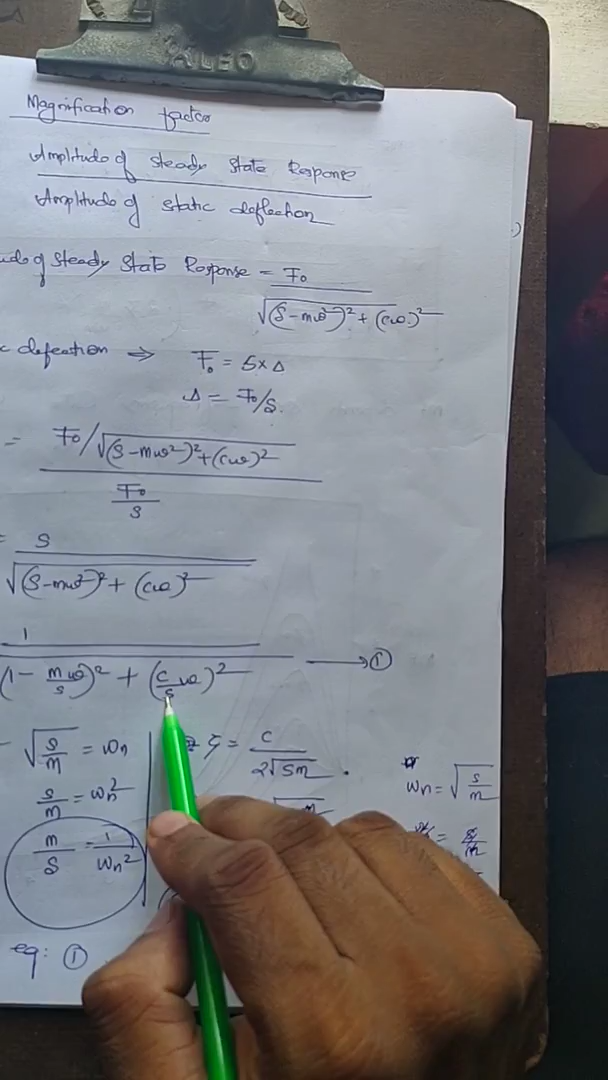 PALEO
Magnification factor
Amplitude of steady state Response
Amplitude of static deflection
of steady state Response = F₀
√(S-mω²)² + (cω)²
deflection ⇒ F₀ = S×Δ
Δ = F₀/S.
= F₀/√(S-mω²)²+(cω)²
F₀
S
= S
√(S-mω²)² + (cω)²
1
(1 - mω²/s)² + (c/s ω)² → ①
√S/m = ωn
ζ = c / 2√sm
S/m = ωn²
ωn = √s/m
m/S = 1/ωn²
eq: ①